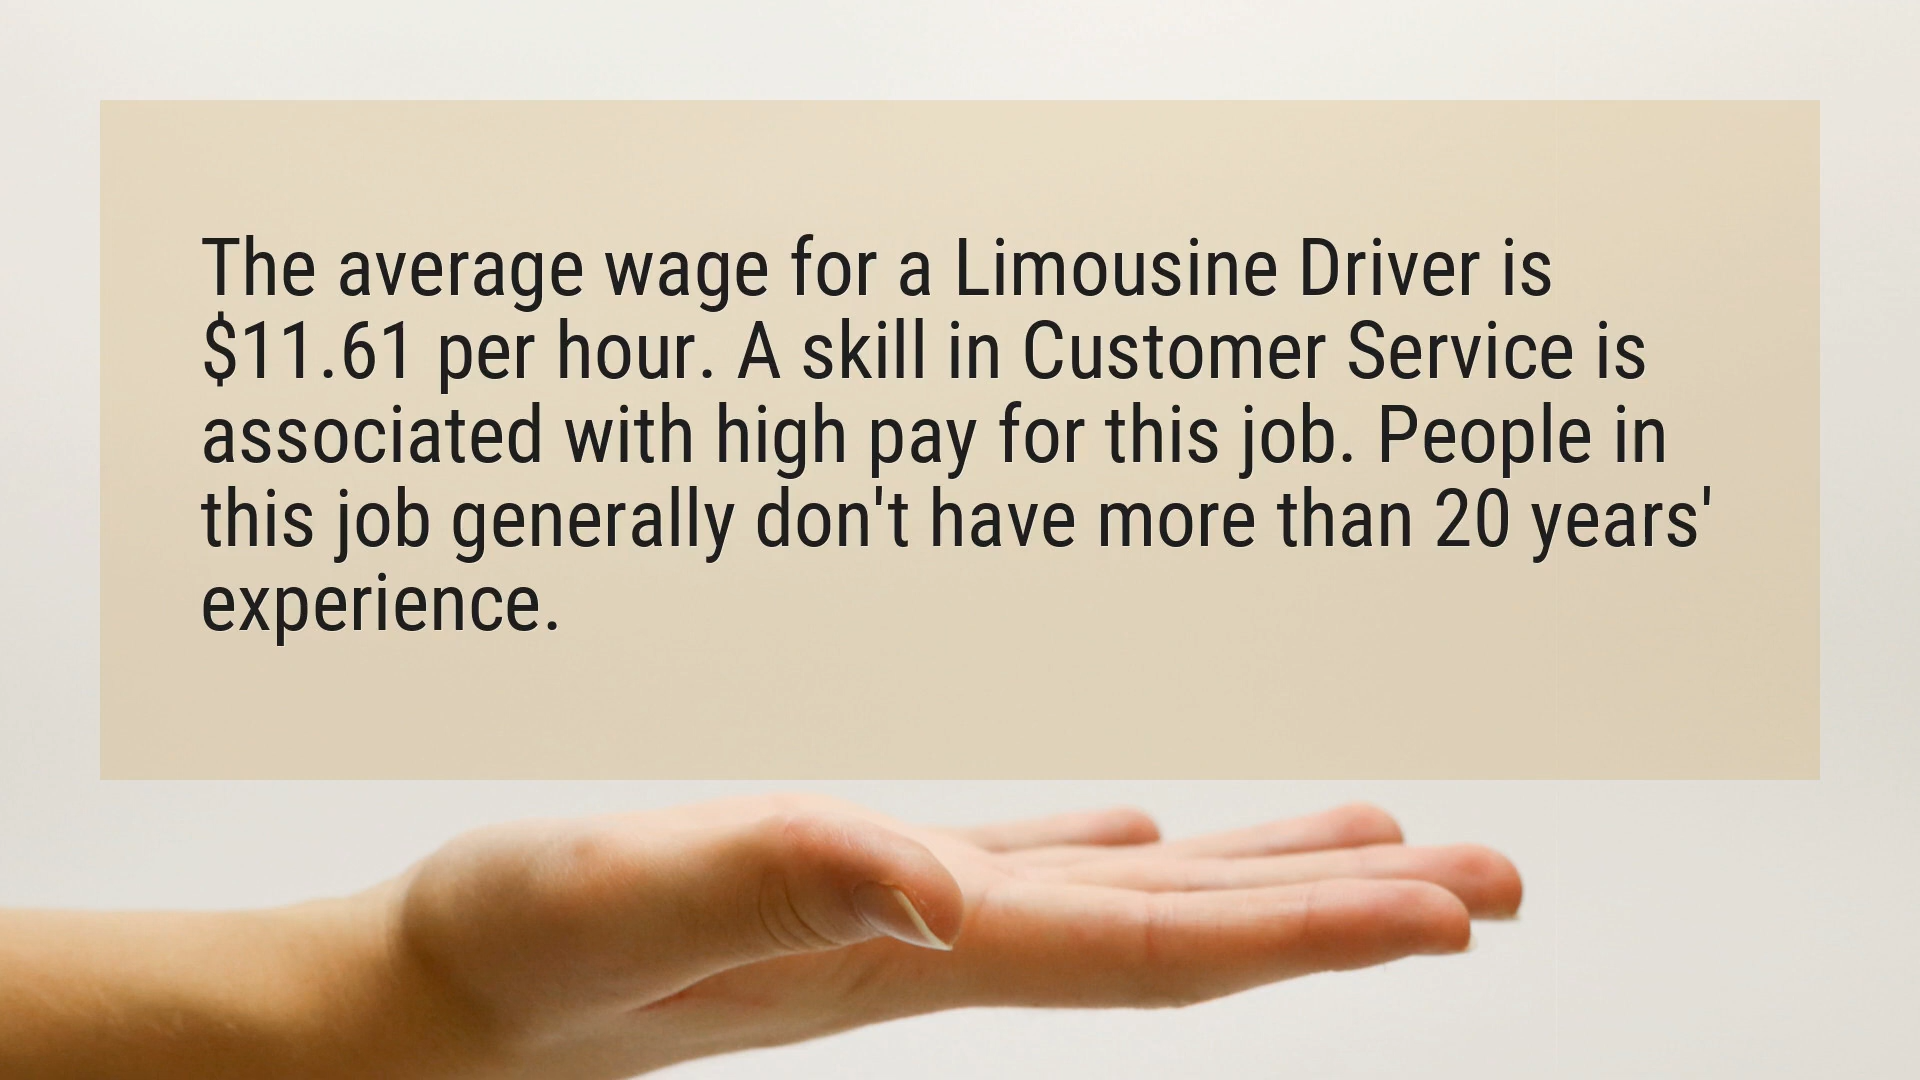 The average wage for a Limousine Driver is
$11.61 per hour. A skill in Customer Service is
associated with high pay for this job. People in
this job generally don't have more than 20 years'
experience.